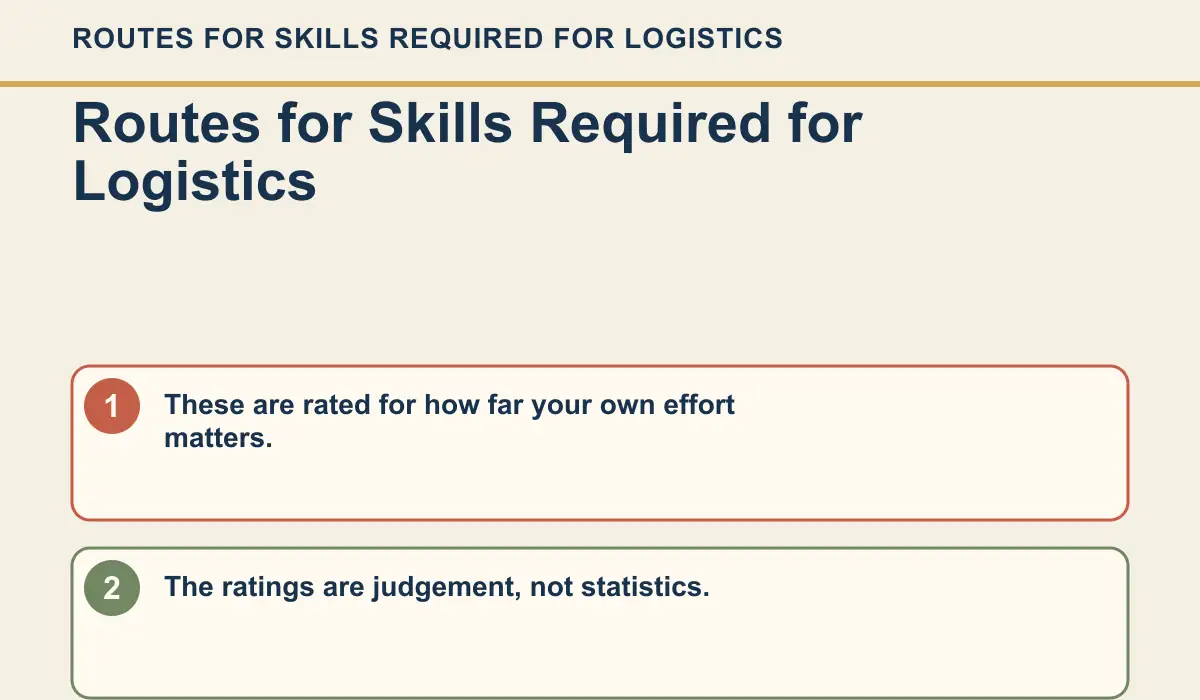 ROUTES FOR SKILLS REQUIRED FOR LOGISTICS
Routes for Skills Required for
Logistics
1
These are rated for how far your own effort
matters.
2
The ratings are judgement, not statistics.